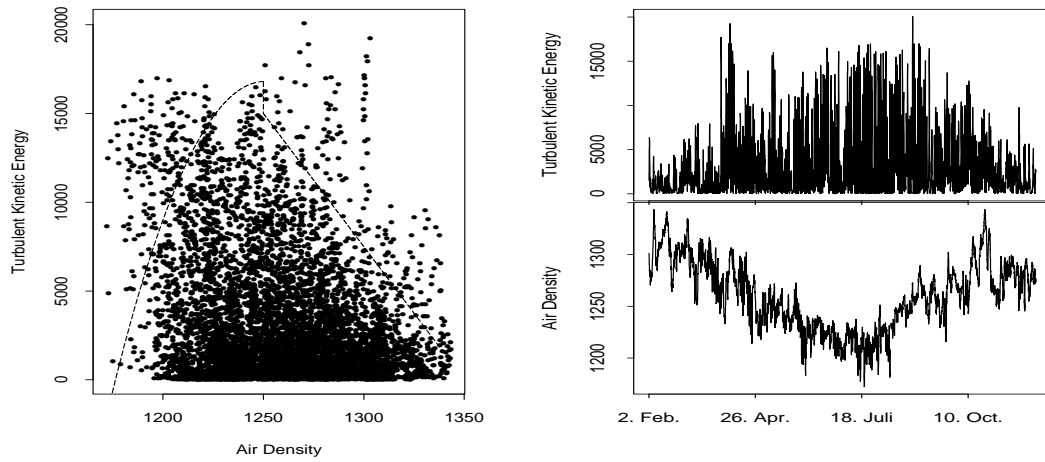 Turbulent Kinetic Energy
20000
15000
10000
5000
0
1200 1250 1300 1350
Air Density
Turbulent Kinetic Energy
15000
5000
0
Air Density
1300
1250
1200
2. Feb. 26. Apr. 18. Juli 10. Oct.